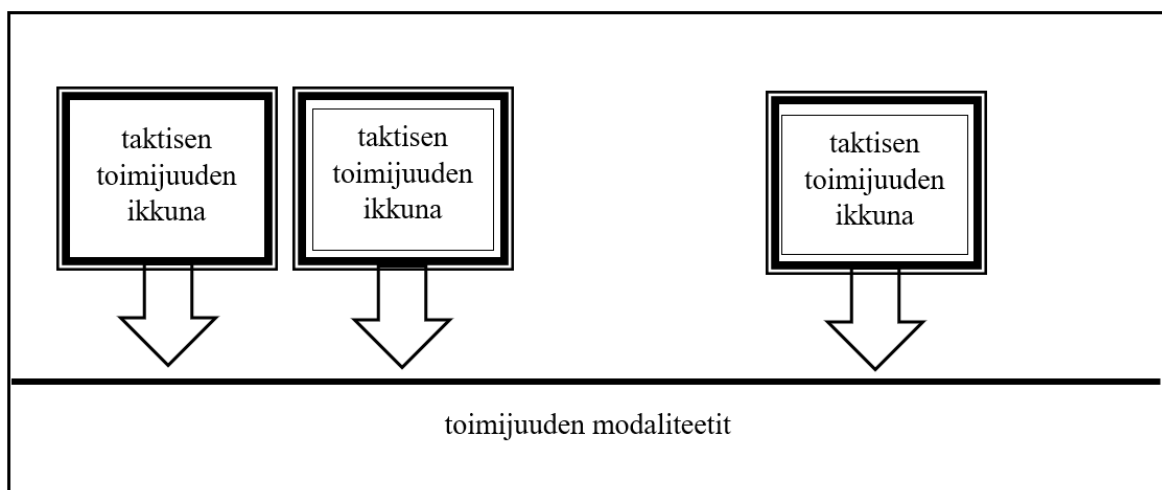 taktisen
toimijuuden
ikkuna
taktisen
toimijuuden
ikkuna
taktisen
toimijuuden
ikkuna
toimijuuden modaliteetit